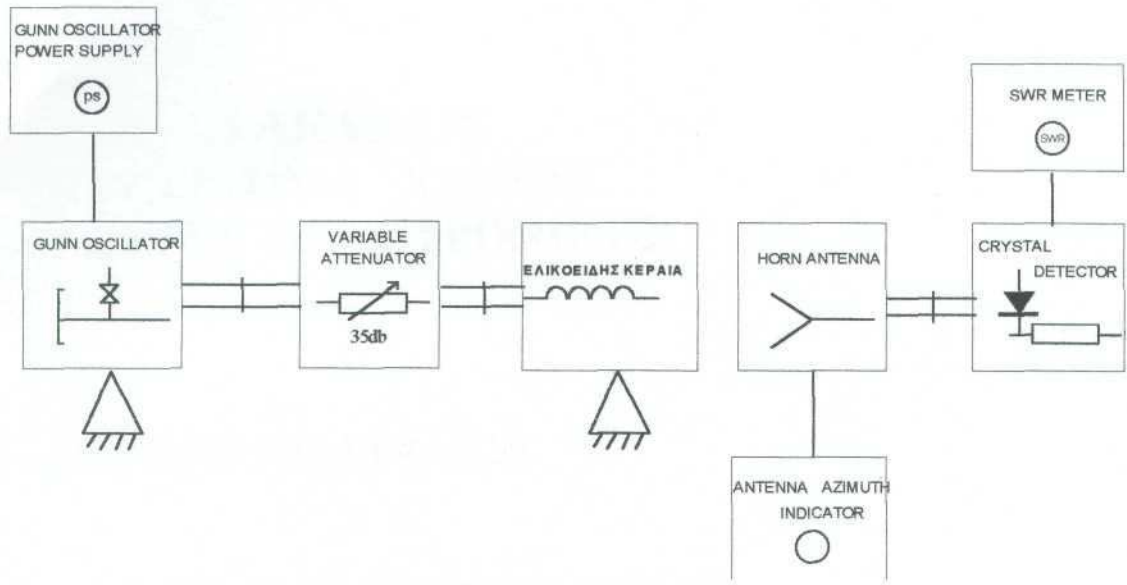 GUNN OSCILLATOR
POWER SUPPLY
ps
SWR METER
SWR
GUNN OSCILLATOR
VARIABLE
ATTENUATOR
35db
ΕΛΙΚΟΕΙΔΗΣ ΚΕΡΑΙΑ
HORN ANTENNA
CRYSTAL
DETECTOR
ANTENNA AZIMUTH
INDICATOR